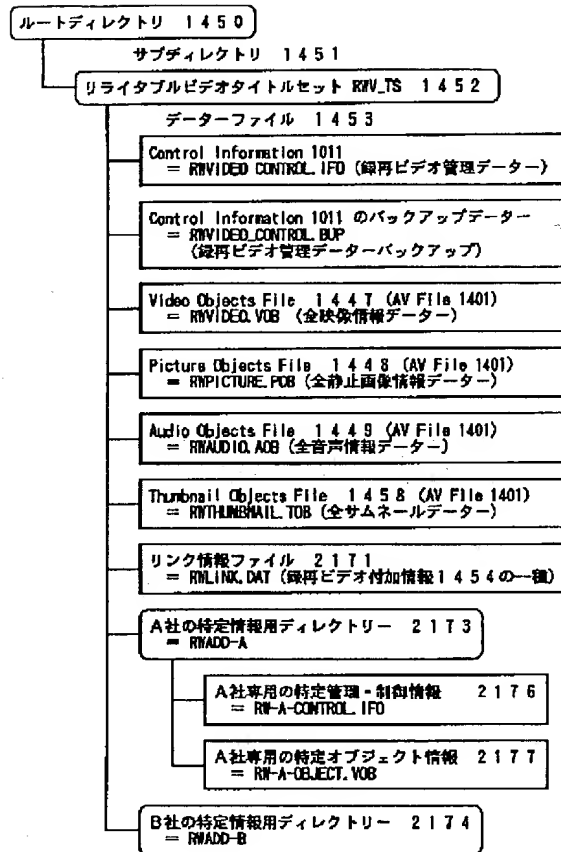 ルートディレクトリ 1450
サブディレクトリ 1451
リライタブルビデオタイトルセット RWV_TS 1452
データーファイル 1453
Control Information 1011
= RWVIDEO CONTROL.IFO (録再ビデオ管理データー)
Control Information 1011 のバックアップデーター
= RWVIDEO_CONTROL.BUP
(録再ビデオ管理データーバックアップ)
Video Objects File 1447 (AV File 1401)
= RWVIDEO.VOB (全映像情報データー)
Picture Objects File 1448 (AV File 1401)
= RWPICTURE.POB (全静止画像情報データー)
Audio Objects File 1449 (AV File 1401)
= RWAUDIO.AOB (全音声情報データー)
Thumbnail Objects File 1458 (AV File 1401)
= RWTHUMBNAIL.TOB (全サムネールデーター)
リンク情報ファイル 2171
= RWLINK.DAT (録再ビデオ付加情報1454の一種)
A社の特定情報用ディレクトリー 2173
= RWADD-A
A社専用の特定管理・制御情報 2176
= RW-A-CONTROL.IFO
A社専用の特定オブジェクト情報 2177
= RW-A-OBJECT.VOB
B社の特定情報用ディレクトリー 2174
= RWADD-B